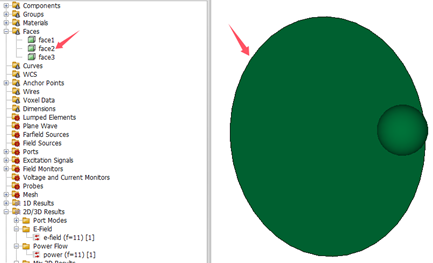 Components
Groups
Materials
Faces
face1
face2
face3
Curves
WCS
Anchor Points
Wires
Voxel Data
Dimensions
Lumped Elements
Plane Wave
Farfield Sources
Field Sources
Ports
Excitation Signals
Field Monitors
Voltage and Current Monitors
Probes
Mesh
1D Results
2D/3D Results
Port Modes
E-Field
e-field (f=11) [1]
Power Flow
power (f=11) [1]